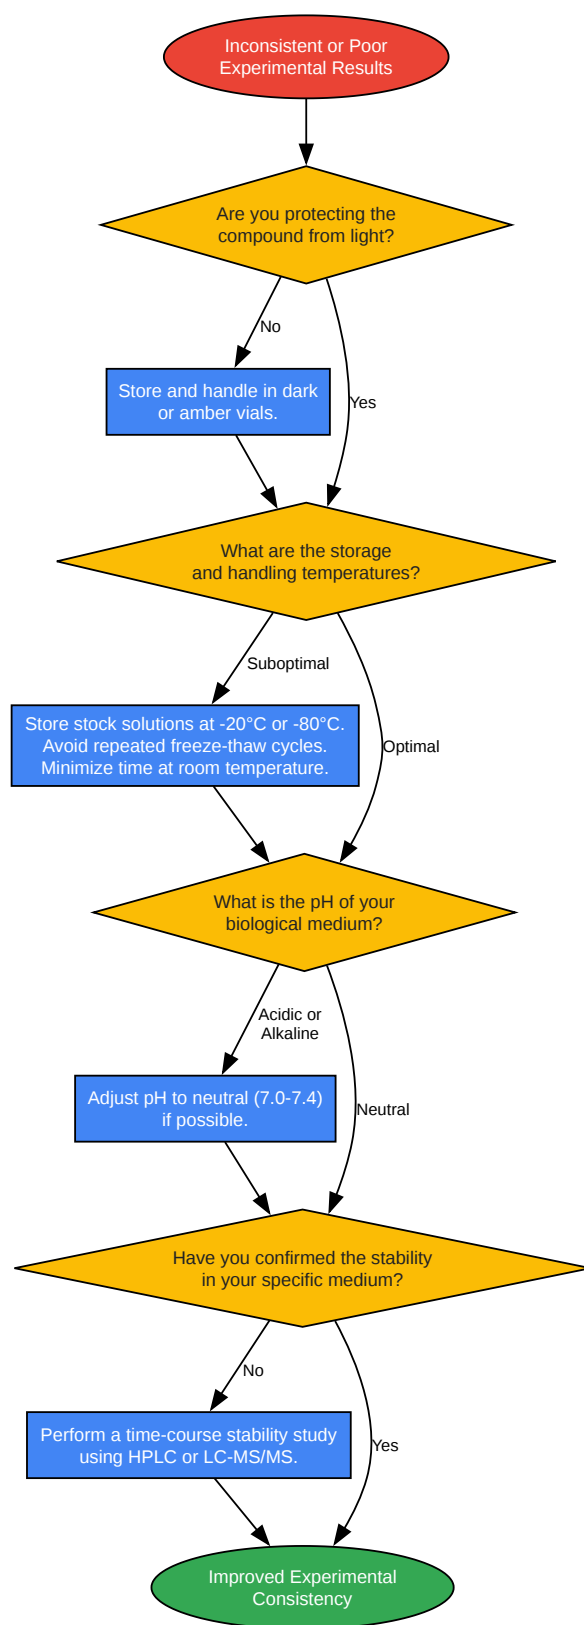 Inconsistent or Poor
Experimental Results
Are you protecting the
compound from light?
No
Store and handle in dark
or amber vials.
Yes
What are the storage
and handling temperatures?
Suboptimal
Store stock solutions at -20°C or -80°C.
Avoid repeated freeze-thaw cycles.
Minimize time at room temperature.
Optimal
What is the pH of your
biological medium?
Acidic or
Alkaline
Adjust pH to neutral (7.0-7.4)
if possible.
Neutral
Have you confirmed the stability
in your specific medium?
No
Perform a time-course stability study
using HPLC or LC-MS/MS.
Yes
Improved Experimental
Consistency